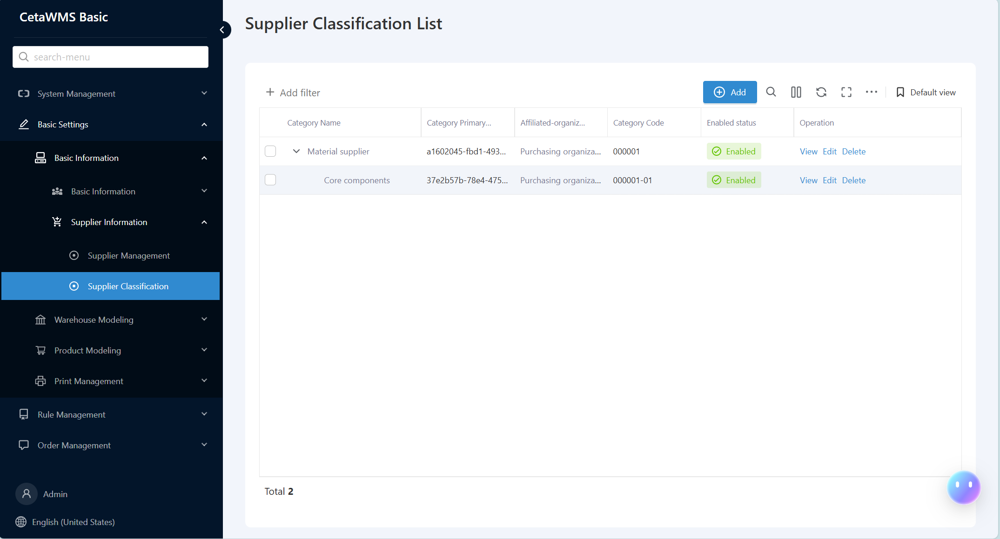 CetaWMS Basic
search-menu
System Management
Basic Settings
Basic Information
Basic Information
Supplier Information
Supplier Management
Supplier Classification
Warehouse Modeling
Product Modeling
Print Management
Rule Management
Order Management
Admin
English (United States)
Supplier Classification List
Add filter
Add
Default view
Category Name Category Primary... Affiliated-organiz... Category Code Enabled status Operation
Material supplier a1602045-fbd1-493... Purchasing organiza... 000001 Enabled View Edit Delete
Core components 37e2b57b-78e4-475... Purchasing organiza... 000001-01 Enabled View Edit Delete
Total 2